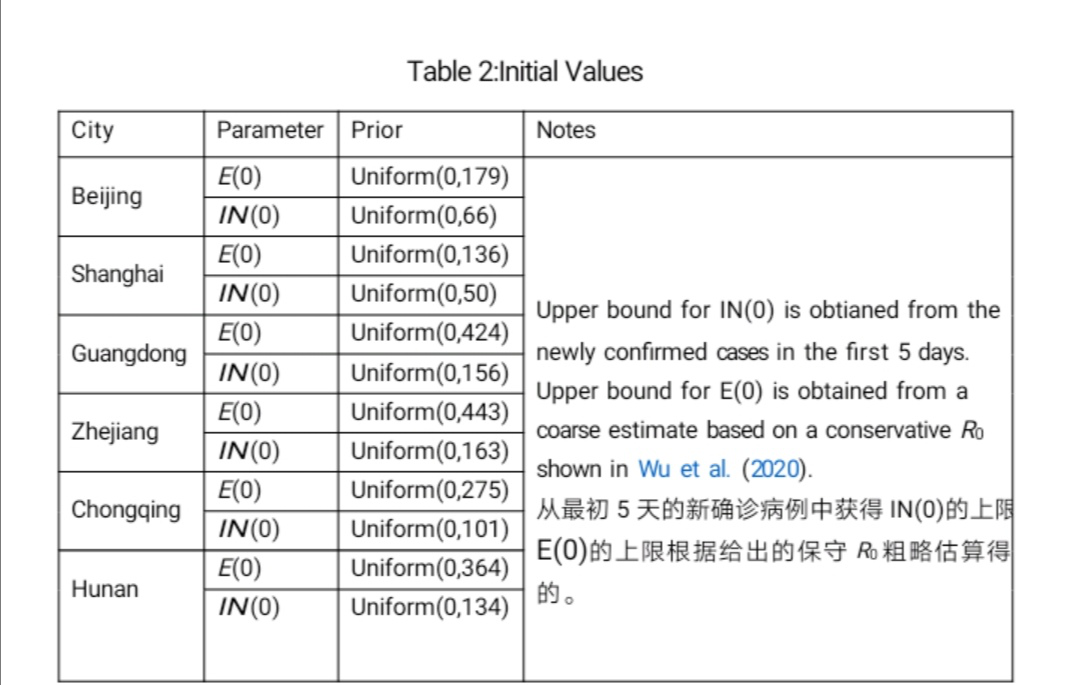 Table 2:Initial Values
City Parameter Prior Notes
Beijing
E(0) Uniform(0,179)
IN(0) Uniform(0,66)
Shanghai
E(0) Uniform(0,136)
IN(0) Uniform(0,50)
Guangdong
E(0) Uniform(0,424)
IN(0) Uniform(0,156)
Zhejiang
E(0) Uniform(0,443)
IN(0) Uniform(0,163)
Chongqing
E(0) Uniform(0,275)
IN(0) Uniform(0,101)
Hunan
E(0) Uniform(0,364)
IN(0) Uniform(0,134)
Upper bound for IN(0) is obtianed from the
newly confirmed cases in the first 5 days.
Upper bound for E(0) is obtained from a
coarse estimate based on a conservative R0
shown in Wu et al. (2020).
从最初 5 天的新确诊病例中获得 IN(0)的上限
E(0)的上限根据给出的保守 R0 粗略估算得
的。